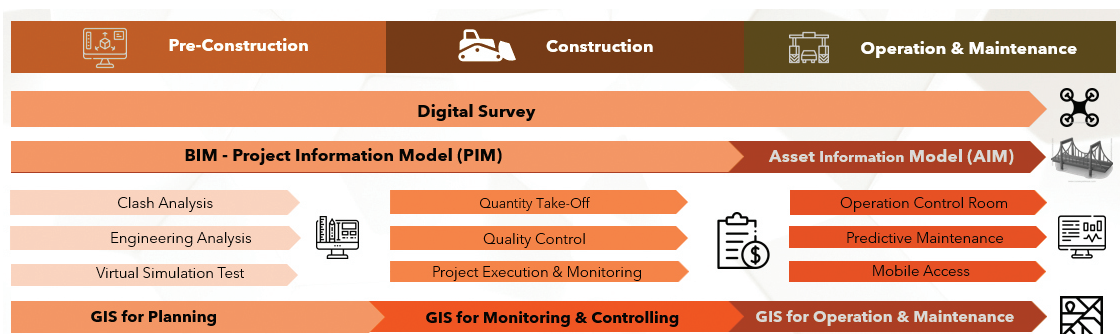 Pre-Construction
Construction
Operation & Maintenance
Digital Survey
BIM - Project Information Model (PIM)
Asset Information Model (AIM)
Clash Analysis
Quantity Take-Off
Operation Control Room
Engineering Analysis
Quality Control
Predictive Maintenance
Virtual Simulation Test
Project Execution & Monitoring
Mobile Access
GIS for Planning
GIS for Monitoring & Controlling
GIS for Operation & Maintenance